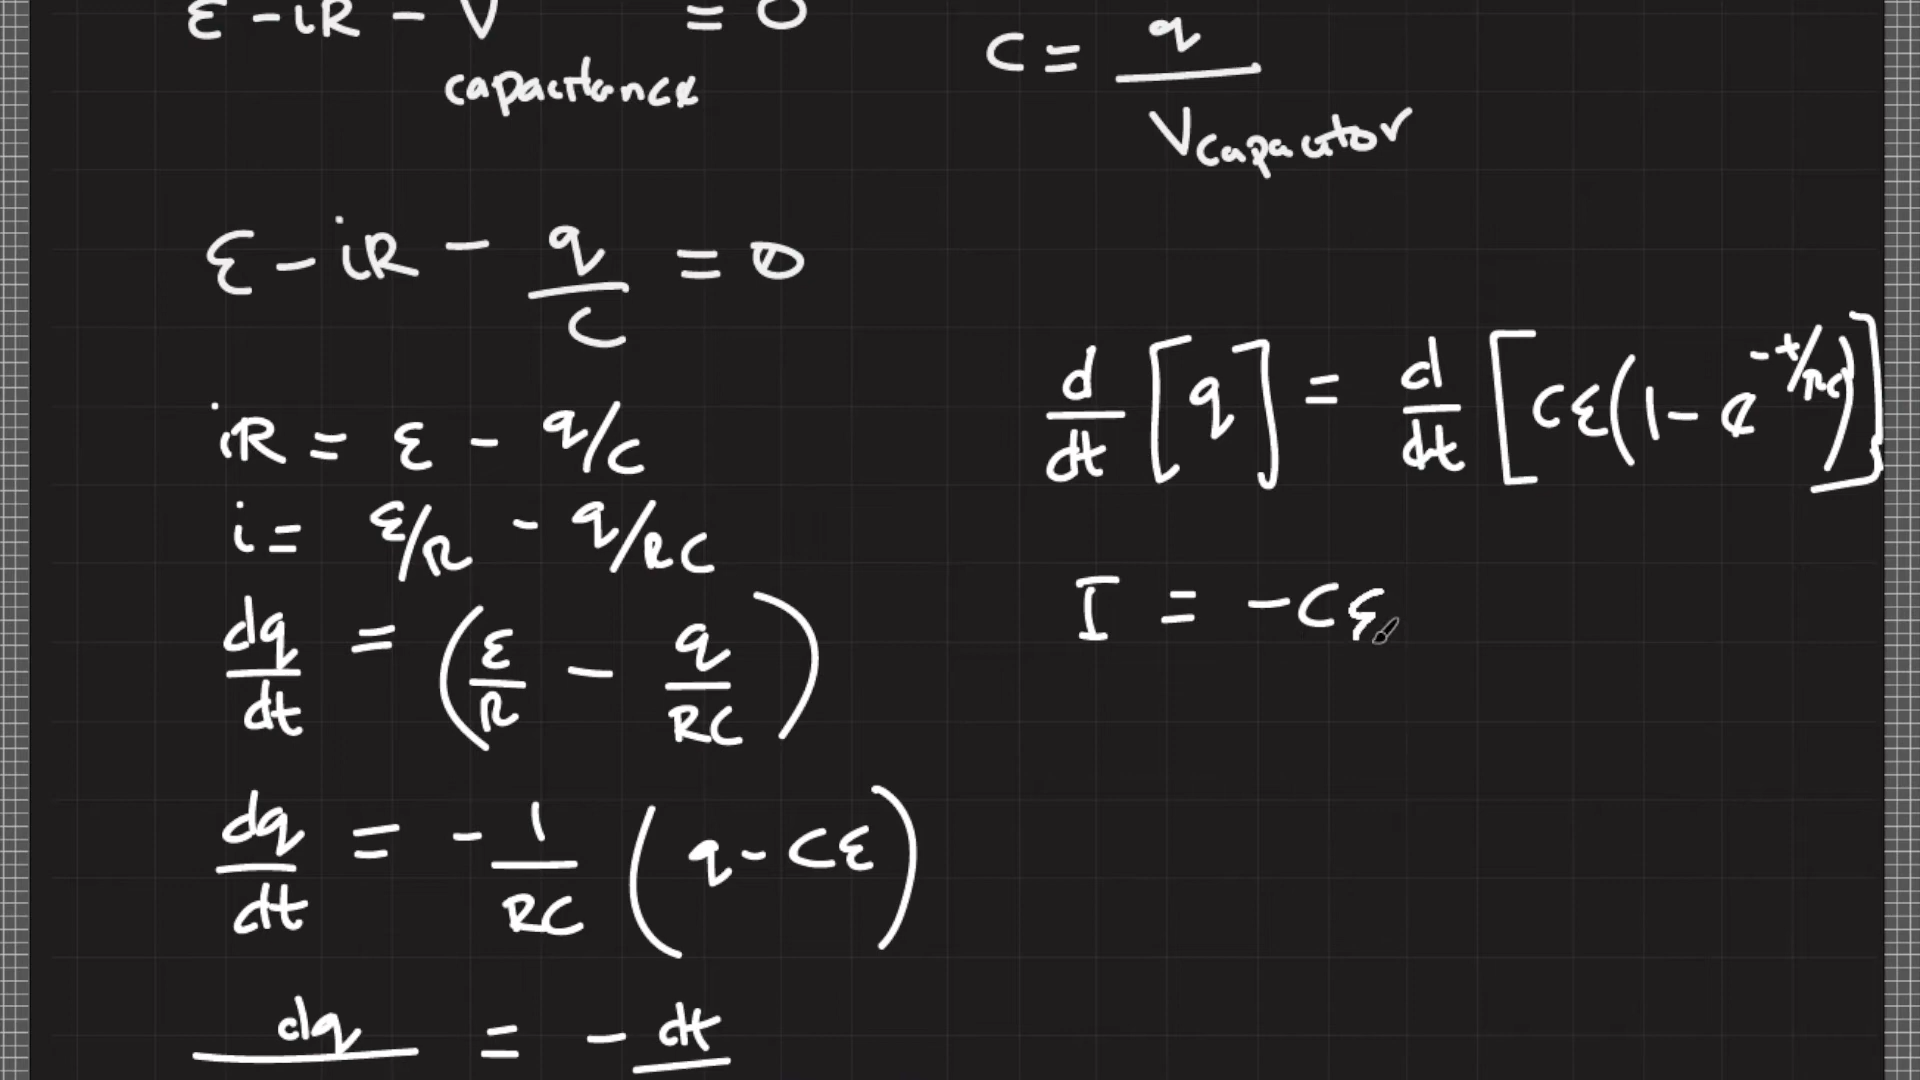 ε - iR - V capacitance = 0
ε - iR - q/C = 0
iR = ε - q/C
i = ε/R - q/RC
dq/dt = (ε/R - q/RC)
dq/dt = - 1/RC (q - Cε)
dq = - dt
C = q/V capacitor
d/dt [q] = d/dt [Cε(1 - e^-t/RC)]
I = - Cε